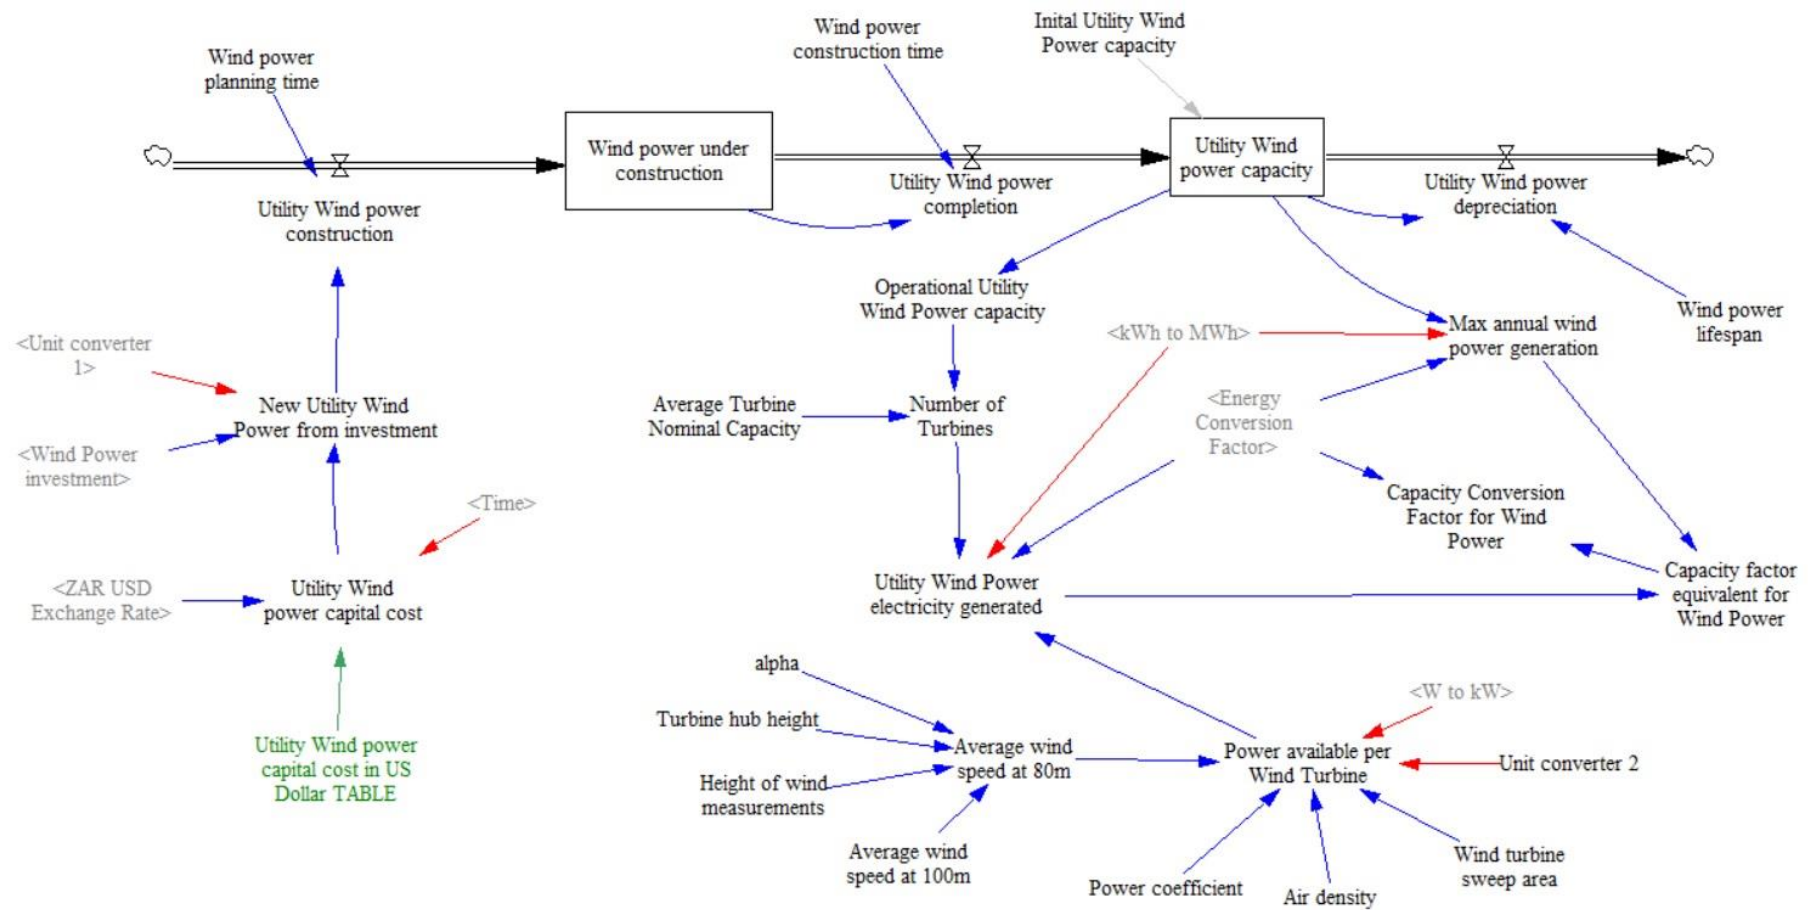 Wind power
planning time
Wind power
construction time
Inital Utility Wind
Power capacity
Wind power under
construction
Utility Wind
power capacity
Utility Wind power
construction
Utility Wind power
completion
Utility Wind power
depreciation
Operational Utility
Wind Power capacity
<kWh to MWh>
Max annual wind
power generation
Wind power
lifespan
<Unit converter
1>
New Utility Wind
Power from investment
<Wind Power
investment>
Average Turbine
Nominal Capacity
Number of
Turbines
<Energy
Conversion
Factor>
<Time>
Capacity Conversion
Factor for Wind
Power
<ZAR USD
Exchange Rate>
Utility Wind
power capital cost
Utility Wind Power
electricity generated
Capacity factor
equivalent for
Wind Power
Utility Wind power
capital cost in US
Dollar TABLE
alpha
Turbine hub height
Height of wind
measurements
Average wind
speed at 80m
Average wind
speed at 100m
<W to kW>
Power available per
Wind Turbine
Unit converter 2
Power coefficient
Air density
Wind turbine
sweep area